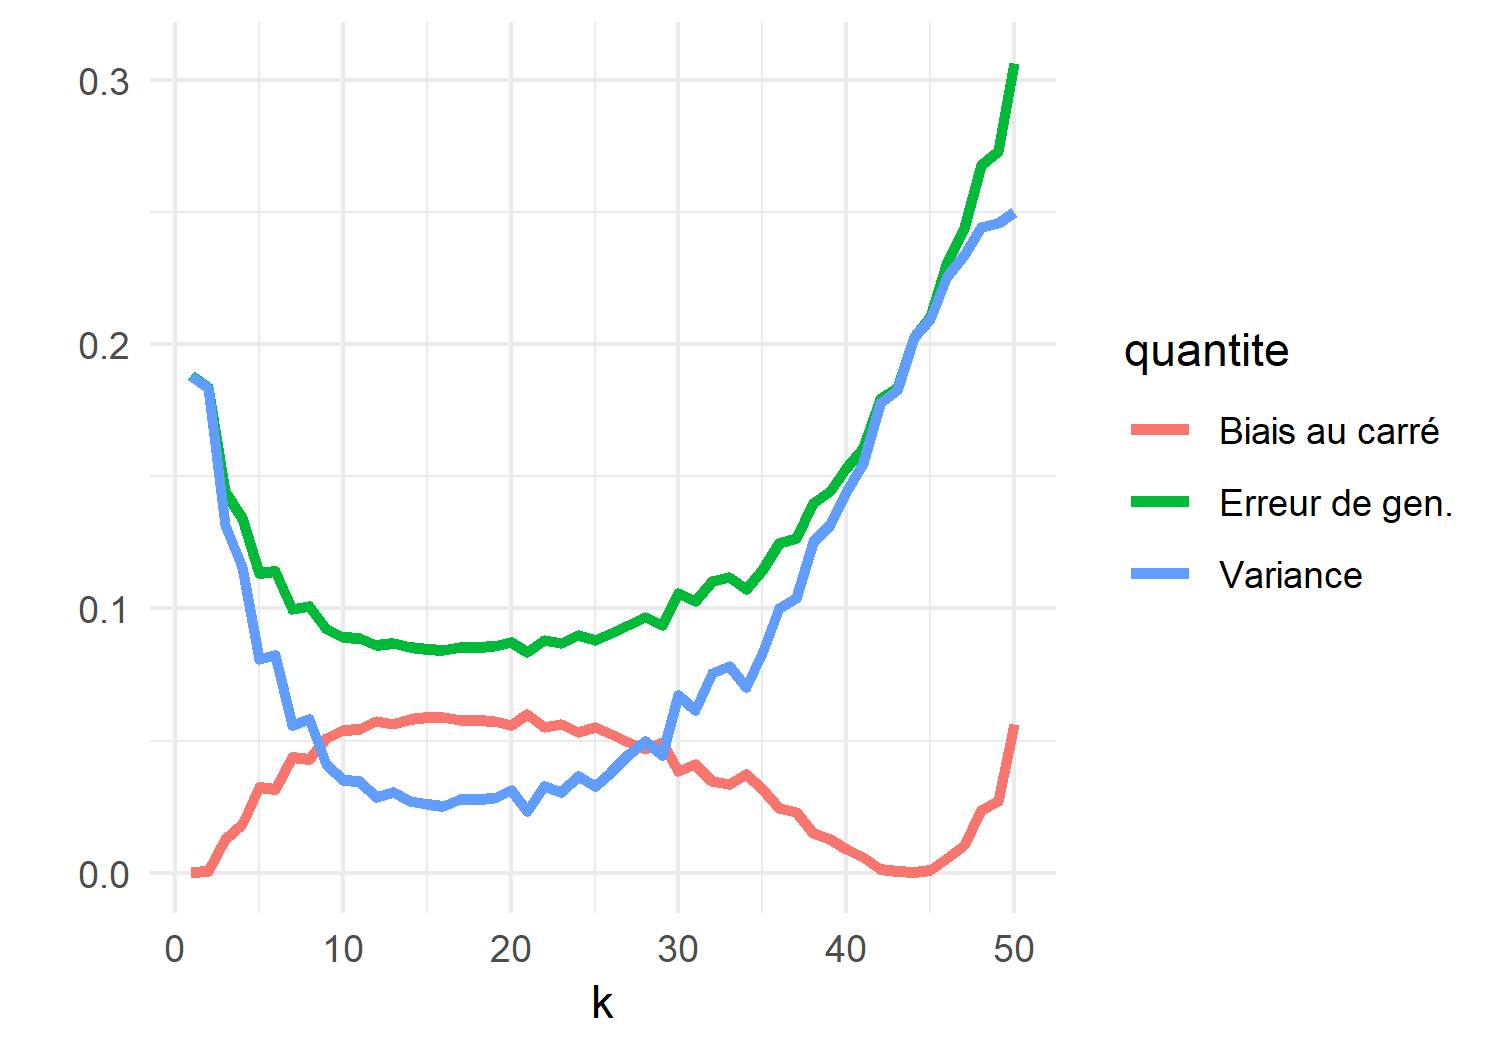 0.3
0.2
0.1
0.0
0 10 20 30 40 50
k
quantite
Biais au carré
Erreur de gen.
Variance